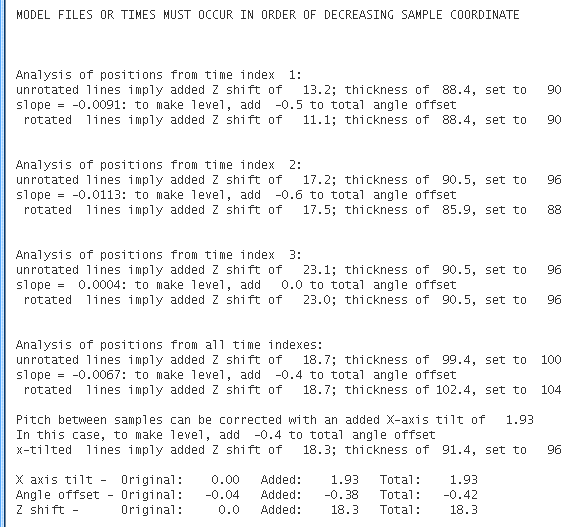 MODEL FILES OR TIMES MUST OCCUR IN ORDER OF DECREASING SAMPLE COORDINATE
Analysis of positions from time index  1:
unrotated lines imply added Z shift of   13.2; thickness of  88.4, set to   90
slope = -0.0091: to make level, add  -0.5 to total angle offset
 rotated  lines imply added Z shift of   11.1; thickness of  88.4, set to   90
Analysis of positions from time index  2:
unrotated lines imply added Z shift of   17.2; thickness of  90.5, set to   96
slope = -0.0113: to make level, add  -0.6 to total angle offset
 rotated  lines imply added Z shift of   17.5; thickness of  85.9, set to   88
Analysis of positions from time index  3:
unrotated lines imply added Z shift of   23.1; thickness of  90.5, set to   96
slope =  0.0004: to make level, add   0.0 to total angle offset
 rotated  lines imply added Z shift of   23.0; thickness of  90.5, set to   96
Analysis of positions from all time indexes:
unrotated lines imply added Z shift of   18.7; thickness of  99.4, set to  100
slope = -0.0067: to make level, add  -0.4 to total angle offset
 rotated  lines imply added Z shift of   18.7; thickness of 102.4, set to  104
Pitch between samples can be corrected with an added X-axis tilt of   1.93
In this case, to make level, add  -0.4 to total angle offset
x-tilted  lines imply added Z shift of   18.3; thickness of  91.4, set to   96
X axis tilt -  Original:    0.00   Added:    1.93   Total:    1.93
Angle offset - Original:   -0.04   Added:   -0.38   Total:   -0.42
Z shift -      Original:    0.0    Added:    18.3   Total:    18.3